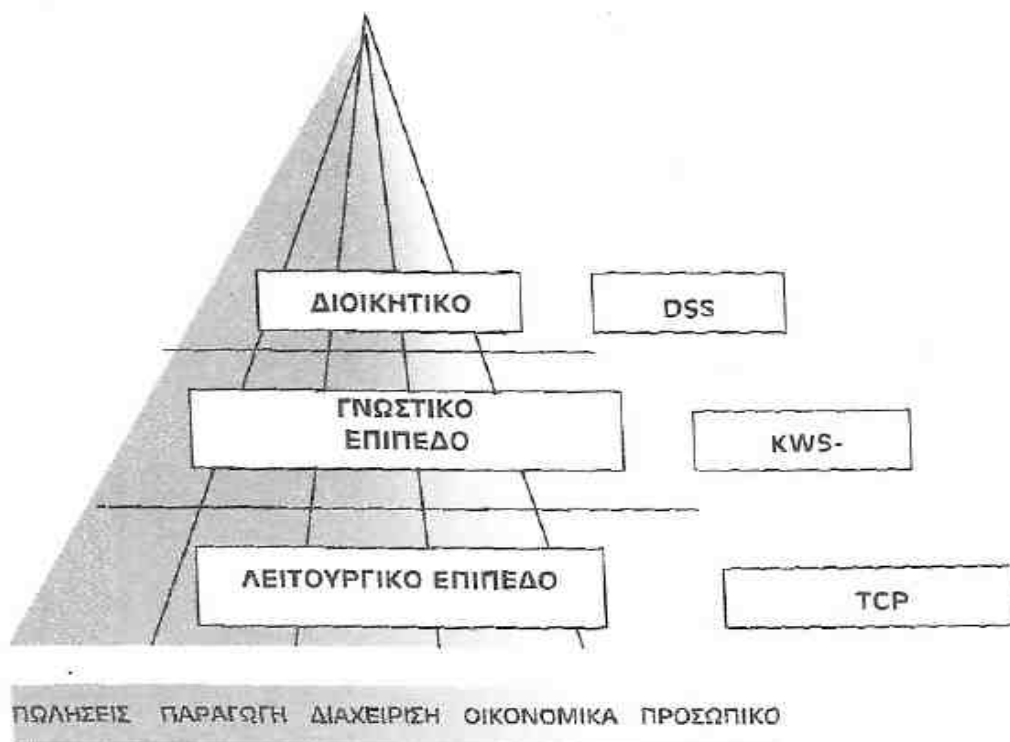 ΔΙΟΙΚΗΤΙΚΟ
DSS
ΓΝΩΣΤΙΚΟ
ΕΠΙΠΕΔΟ
KWS-
ΛΕΙΤΟΥΡΓΙΚΟ ΕΠΙΠΕΔΟ
TCP
ΠΩΛΗΣΕΙΣ ΠΑΡΑΓΩΓΗ ΔΙΑΧΕΙΡΙΣΗ ΟΙΚΟΝΟΜΙΚΑ ΠΡΟΣΩΠΙΚΟ